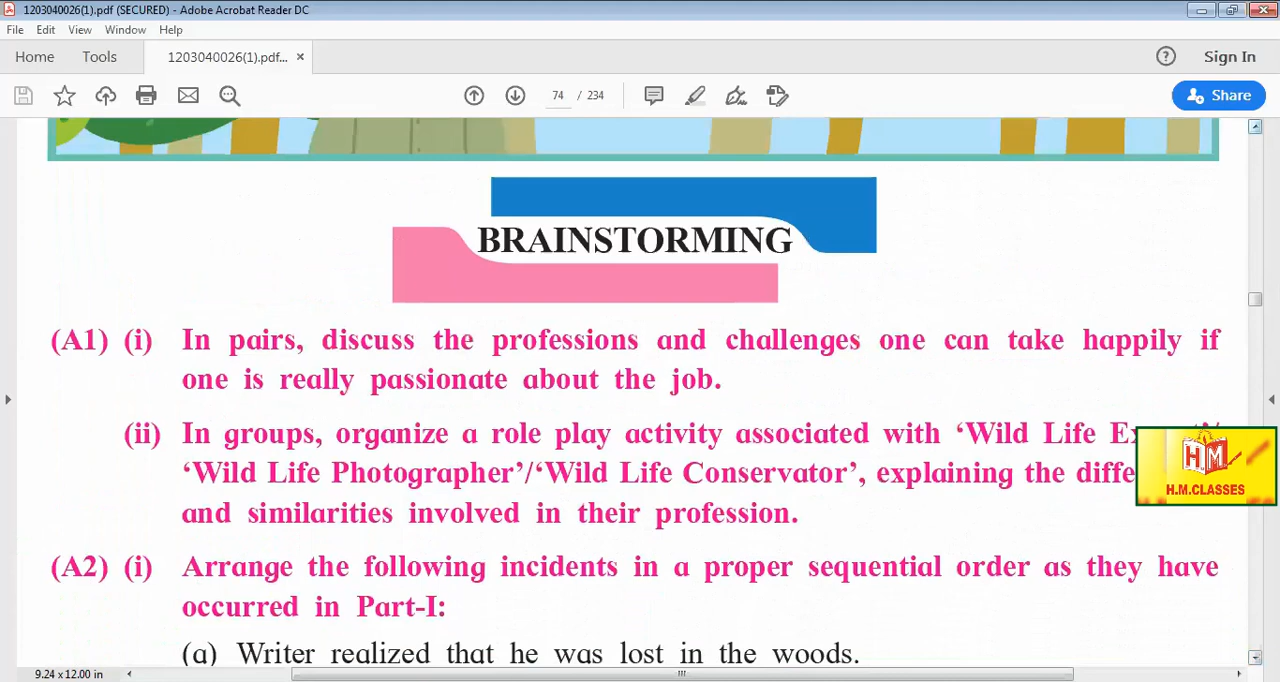 1203040026(1).pdf (SECURED) - Adobe Acrobat Reader DC
File Edit View Window Help
Home Tools 1203040026(1).pdf... × Sign In
74 / 234 Share
BRAINSTORMING
(A1) (i) In pairs, discuss the professions and challenges one can take happily if
one is really passionate about the job.
(ii) In groups, organize a role play activity associated with ‘Wild Life
‘Wild Life Photographer’/‘Wild Life Conservator’, explaining the
and similarities involved in their profession.
HM
H.M.CLASSES
(A2) (i) Arrange the following incidents in a proper sequential order as they have
occurred in Part-I:
(a) Writer realized that he was lost in the woods.
9.24 x 12.00 in